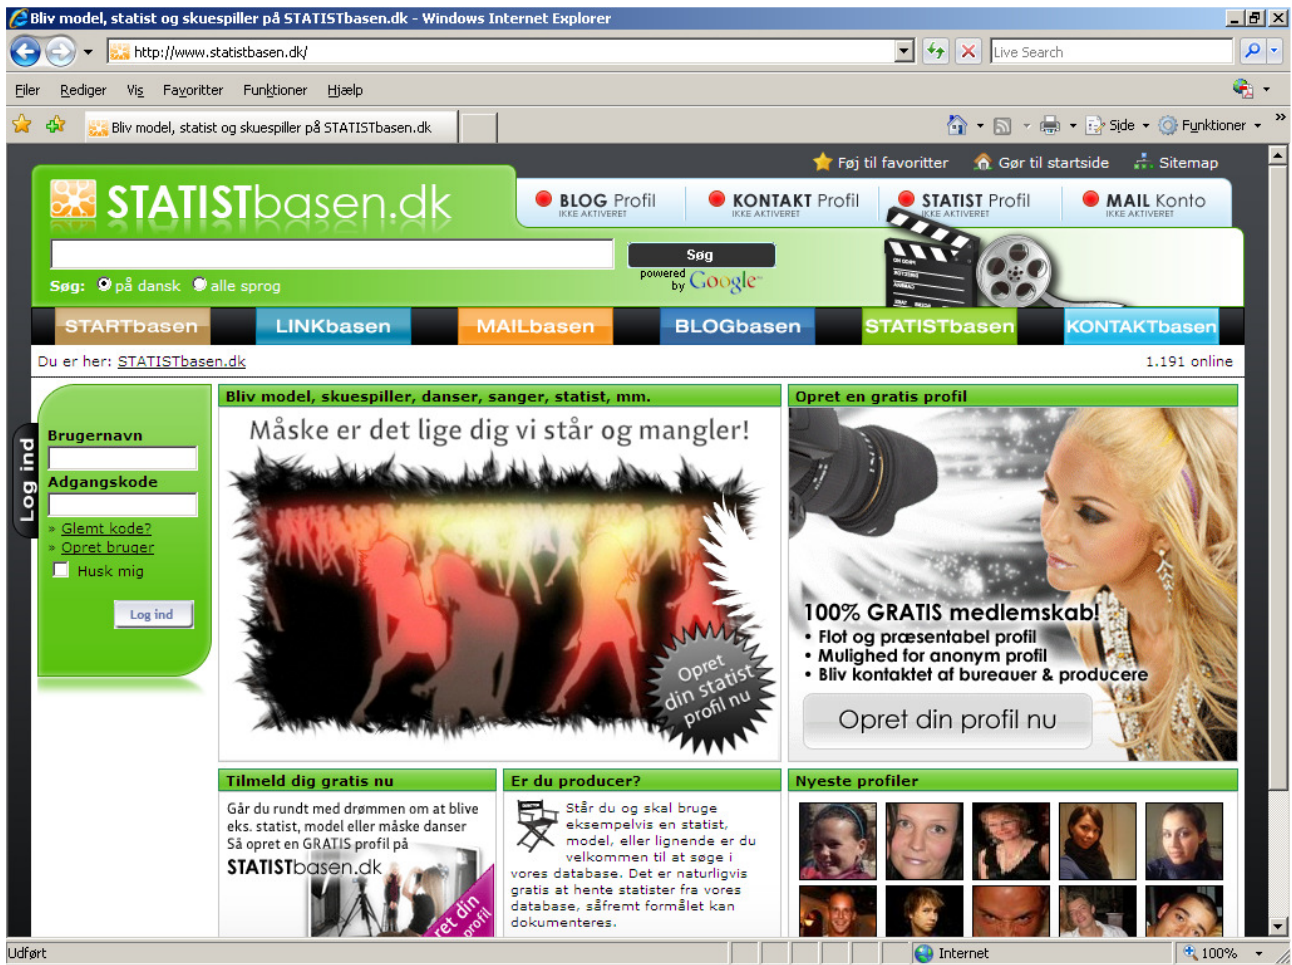 Bliv model, statist og skuespiller på STATISTbasen.dk - Windows Internet Explorer
http://www.statistbasen.dk/
Live Search
Filer Rediger Vis Favoritter Funktioner Hjælp
Bliv model, statist og skuespiller på STATISTbasen.dk
Side Funktioner »
Føj til favoritter Gør til startside Sitemap
STATISTbasen.dk
BLOG Profil KONTAKT Profil STATIST Profil MAIL Konto
IKKE AKTIVERET IKKE AKTIVERET IKKE AKTIVERET IKKE AKTIVERET
Søg
powered by Google™
Søg: på dansk alle sprog
STARTbasen LINKbasen MAILbasen BLOGbasen STATISTbasen KONTAKTbasen
Du er her: STATISTbasen.dk
1.191 online
Log ind
Brugernavn
Adgangskode
» Glemt kode?
» Opret bruger
Husk mig
Log ind
Bliv model, skuespiller, danser, sanger, statist, mm.
Måske er det lige dig vi står og mangler!
Opret
din statist
profil nu
Opret en gratis profil
100% GRATIS medlemskab!
• Flot og præsentabel profil
• Mulighed for anonym profil
• Bliv kontaktet af bureauer & producere
Opret din profil nu
Tilmeld dig gratis nu
Går du rundt med drømmen om at blive
eks. statist, model eller måske danser
Så opret en GRATIS profil på
STATISTbasen.dk
ret din
profil
Er du producer?
Står du og skal bruge
eksempelvis en statist,
model, eller lignende er du
velkommen til at søge i
vores database. Det er naturligvis
gratis at hente statister fra vores
database, såfremt formålet kan
dokumenteres.
Nyeste profiler
Udført
Internet
100%